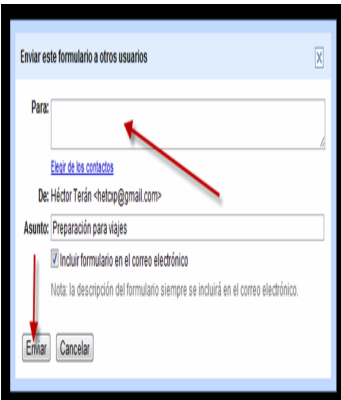 Enviar este formulario a otros usuarios
Para:
Elegir de los contactos
De: Héctor Terán <hetcxp@gmail.com>
Asunto: Preparación para viajes
Incluir formulario en el correo electrónico
Nota: la descripción del formulario siempre se incluirá en el correo electrónico.
Enviar Cancelar